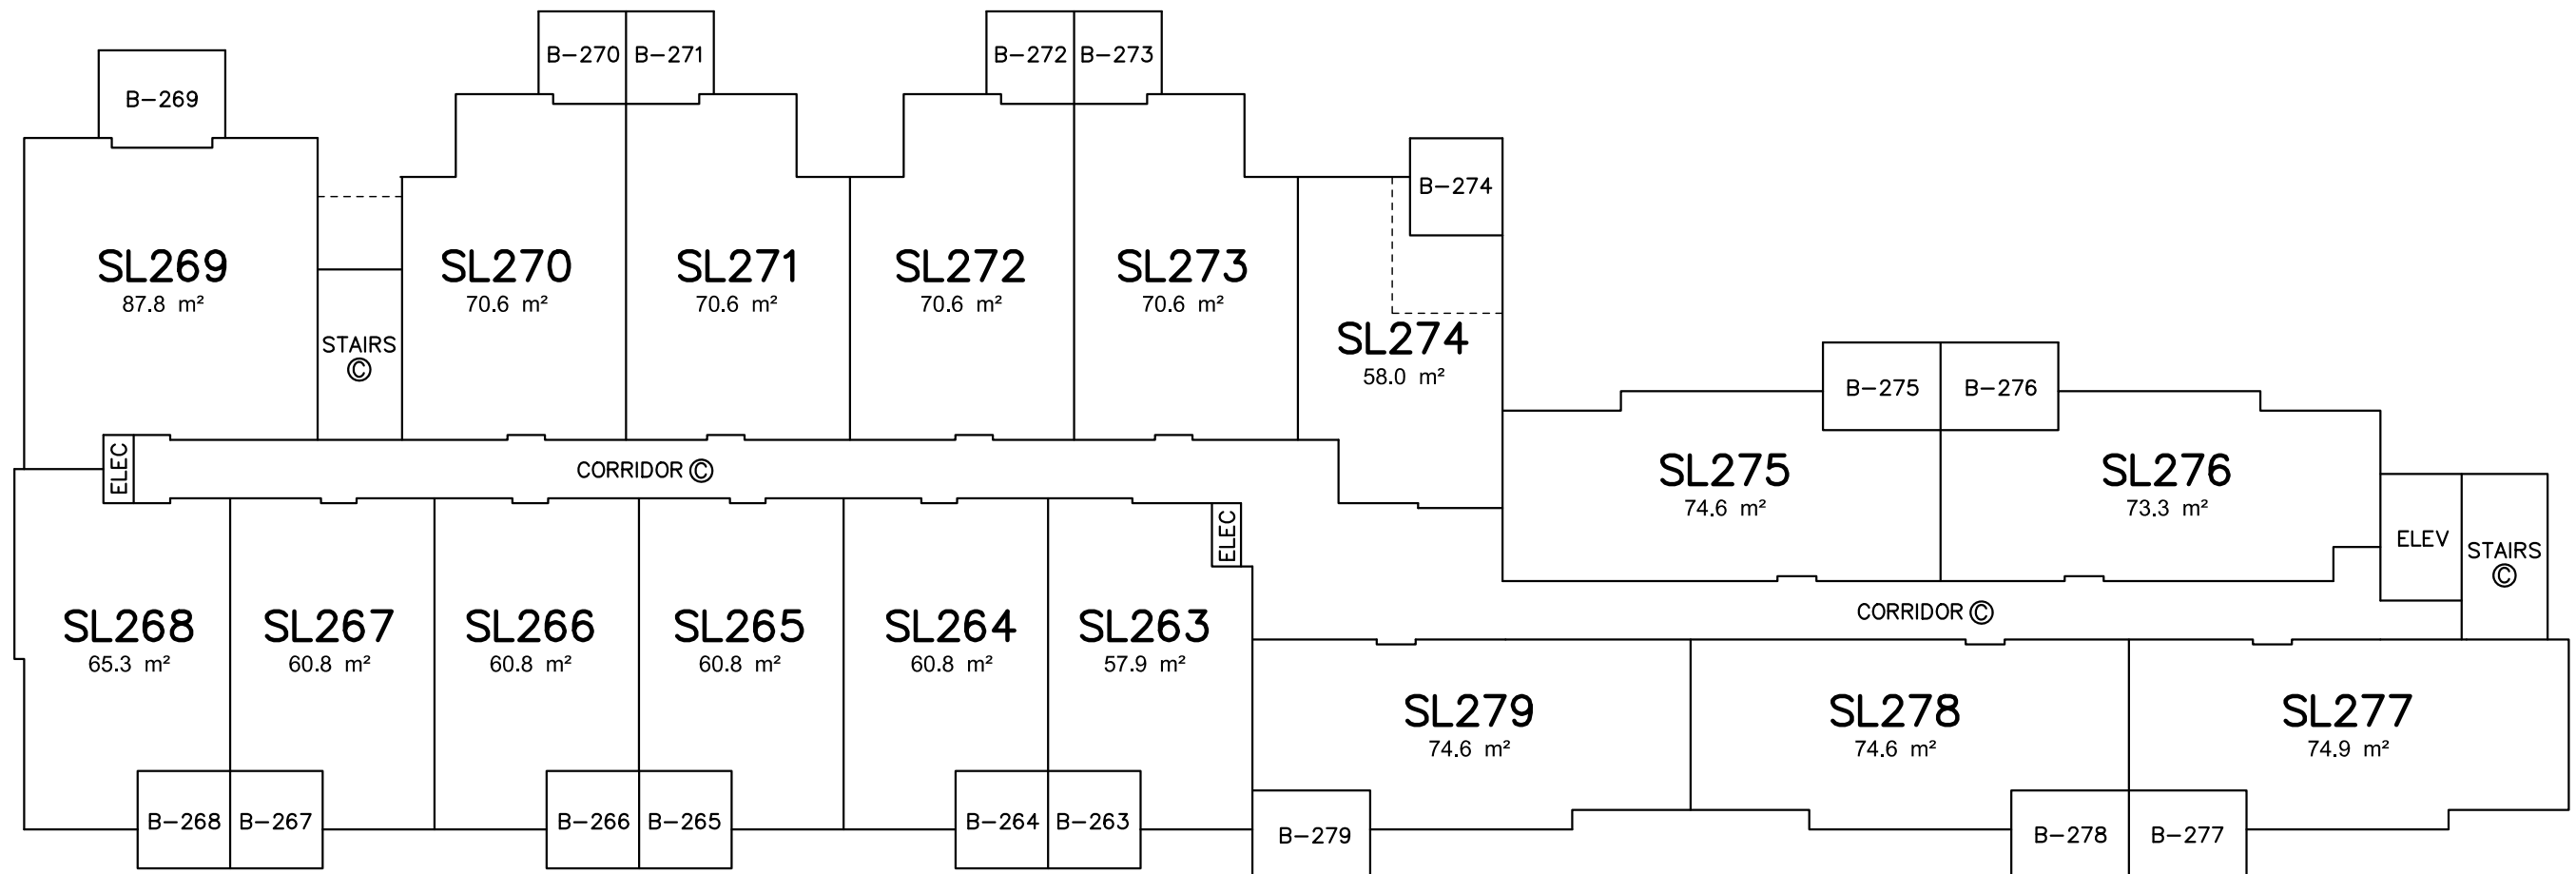 B-270 B-271 B-272 B-273
B-269
B-274
SL269
87.8 m²
SL270
70.6 m²
SL271
70.6 m²
SL272
70.6 m²
SL273
70.6 m²
STAIRS
©
SL274
58.0 m²
B-275 B-276
ELEC
CORRIDOR ©
SL275
74.6 m²
SL276
73.3 m²
ELEC
ELEV
STAIRS
©
CORRIDOR ©
SL268
65.3 m²
SL267
60.8 m²
SL266
60.8 m²
SL265
60.8 m²
SL264
60.8 m²
SL263
57.9 m²
SL279
74.6 m²
SL278
74.6 m²
SL277
74.9 m²
B-268 B-267 B-266 B-265 B-264 B-263
B-279 B-278 B-277